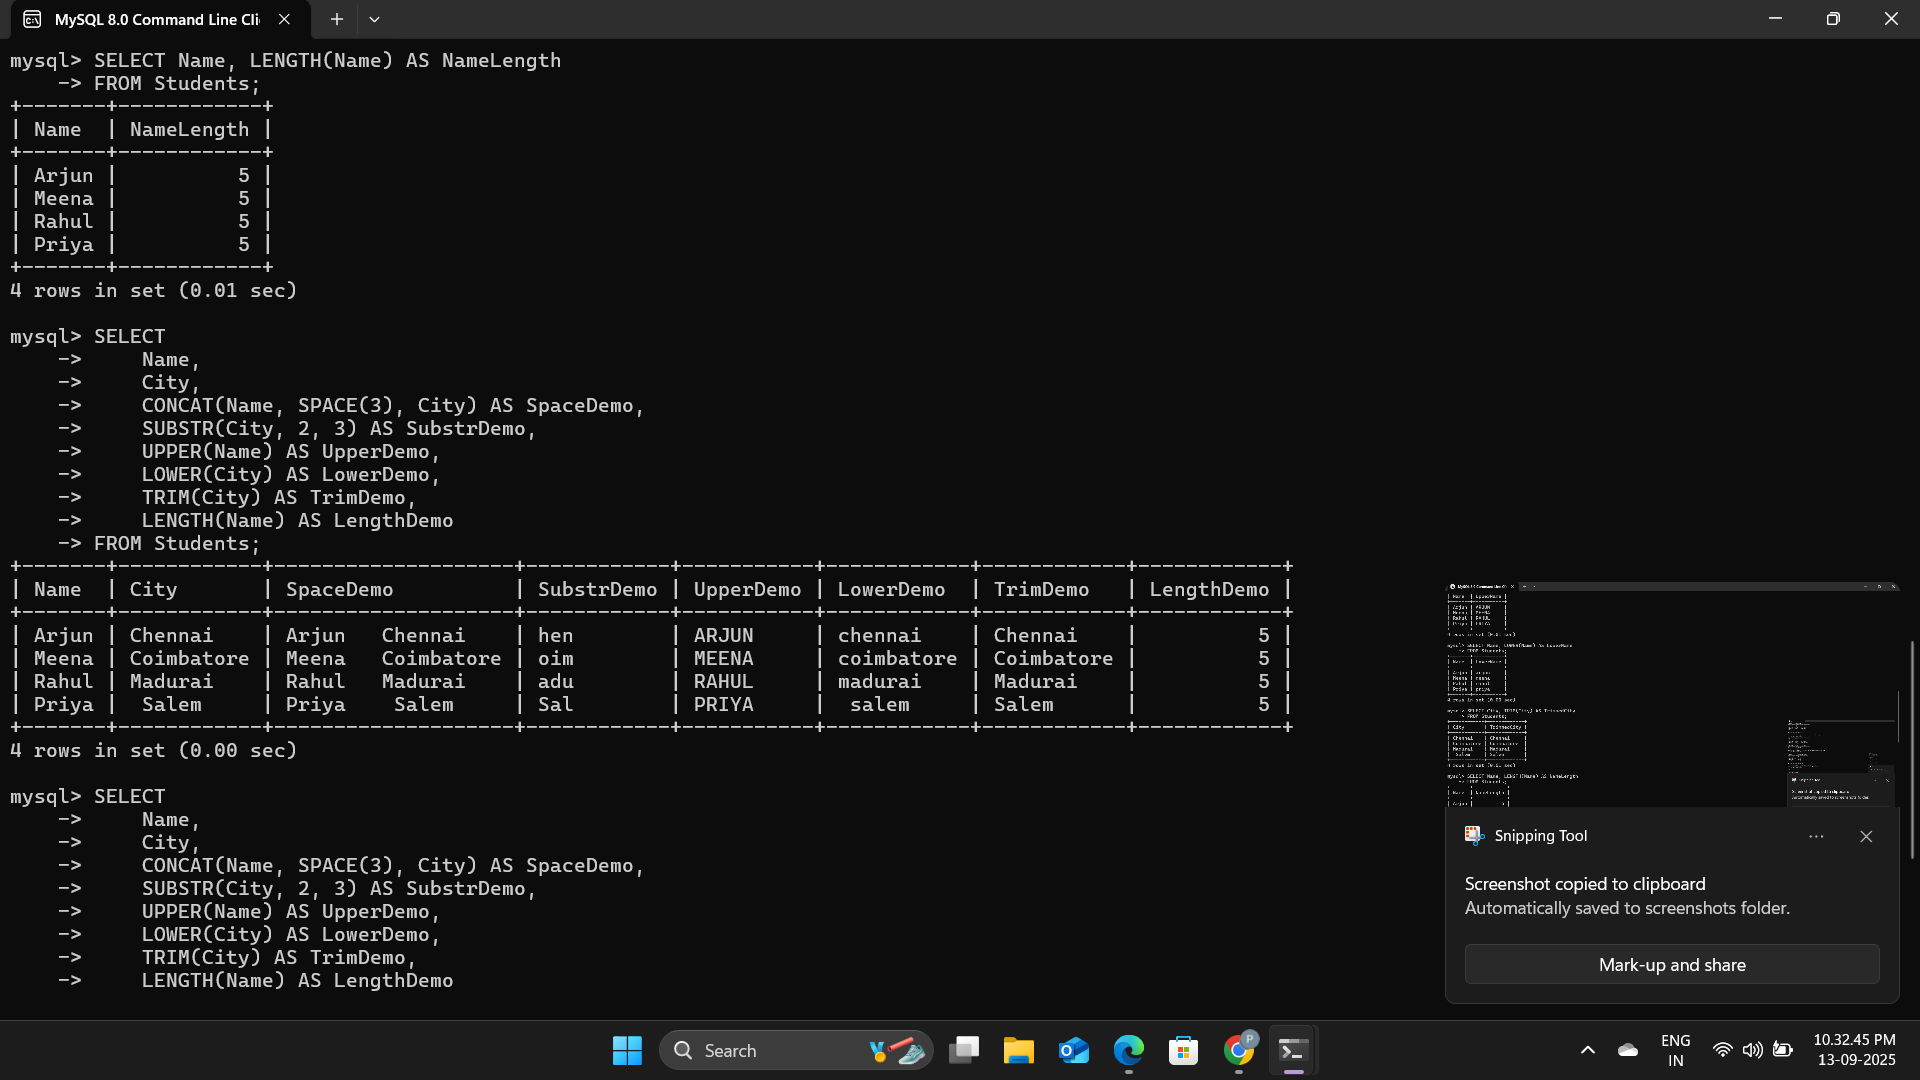 MySQL 8.0 Command Line Cli
mysql> SELECT Name, LENGTH(Name) AS NameLength
    -> FROM Students;
+-------+------------+
| Name  | NameLength |
+-------+------------+
| Arjun |          5 |
| Meena |          5 |
| Rahul |          5 |
| Priya |          5 |
+-------+------------+
4 rows in set (0.01 sec)
mysql> SELECT
    ->     Name,
    ->     City,
    ->     CONCAT(Name, SPACE(3), City) AS SpaceDemo,
    ->     SUBSTR(City, 2, 3) AS SubstrDemo,
    ->     UPPER(Name) AS UpperDemo,
    ->     LOWER(City) AS LowerDemo,
    ->     TRIM(City) AS TrimDemo,
    ->     LENGTH(Name) AS LengthDemo
    -> FROM Students;
+-------+------------+--------------------+------------+-----------+------------+------------+------------+
| Name  | City       | SpaceDemo          | SubstrDemo | UpperDemo | LowerDemo  | TrimDemo   | LengthDemo |
+-------+------------+--------------------+------------+-----------+------------+------------+------------+
| Arjun | Chennai    | Arjun   Chennai    | hen        | ARJUN     | chennai    | Chennai    |          5 |
| Meena | Coimbatore | Meena   Coimbatore | oim        | MEENA     | coimbatore | Coimbatore |          5 |
| Rahul | Madurai    | Rahul   Madurai    | adu        | RAHUL     | madurai    | Madurai    |          5 |
| Priya |  Salem     | Priya    Salem     | Sal        | PRIYA     |  salem     | Salem      |          5 |
+-------+------------+--------------------+------------+-----------+------------+------------+------------+
4 rows in set (0.00 sec)
mysql> SELECT
    ->     Name,
    ->     City,
    ->     CONCAT(Name, SPACE(3), City) AS SpaceDemo,
    ->     SUBSTR(City, 2, 3) AS SubstrDemo,
    ->     UPPER(Name) AS UpperDemo,
    ->     LOWER(City) AS LowerDemo,
    ->     TRIM(City) AS TrimDemo,
    ->     LENGTH(Name) AS LengthDemo
Snipping Tool
Screenshot copied to clipboard
Automatically saved to screenshots folder.
Mark-up and share
Search
ENG
IN
10.32.45 PM
13-09-2025